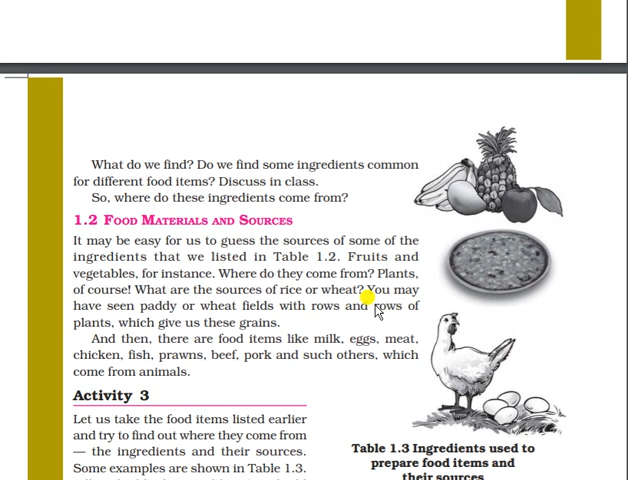 What do we find? Do we find some ingredients common
for different food items? Discuss in class.
So, where do these ingredients come from?
1.2 FOOD MATERIALS AND SOURCES
It may be easy for us to guess the sources of some of the
ingredients that we listed in Table 1.2. Fruits and
vegetables, for instance. Where do they come from? Plants,
of course! What are the sources of rice or wheat? You may
have seen paddy or wheat fields with rows and rows of
plants, which give us these grains.
And then, there are food items like milk, eggs, meat,
chicken, fish, prawns, beef, pork and such others, which
come from animals.
Activity 3
Let us take the food items listed earlier
and try to find out where they come from
— the ingredients and their sources.
Some examples are shown in Table 1.3.
Table 1.3 Ingredients used to
prepare food items and
their sources